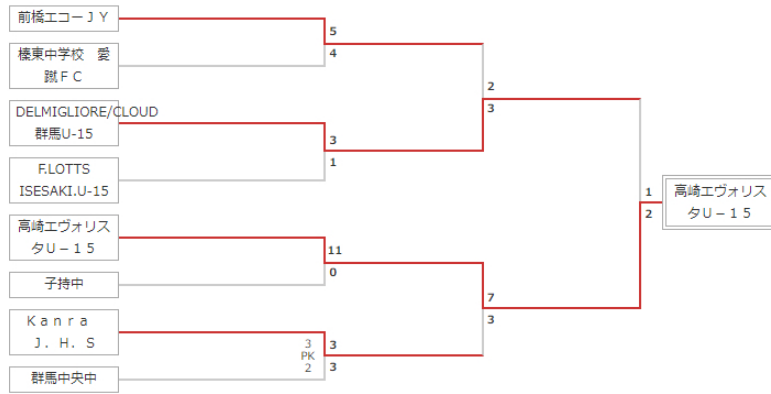 前橋エコーＪＹ
5
榛東中学校　愛
蹴ＦＣ
4
2
DELMIGLIORE/CLOUD
群馬U-15
3
3
F.LOTTS
ISESAKI.U-15
1
高崎エヴォリス
タＵ－１５
1
2
高崎エヴォリス
タＵ－１５
11
子持中
0
7
Ｋａｎｒａ
Ｊ．Ｈ．Ｓ
3
3
PK
3
群馬中央中
2
3